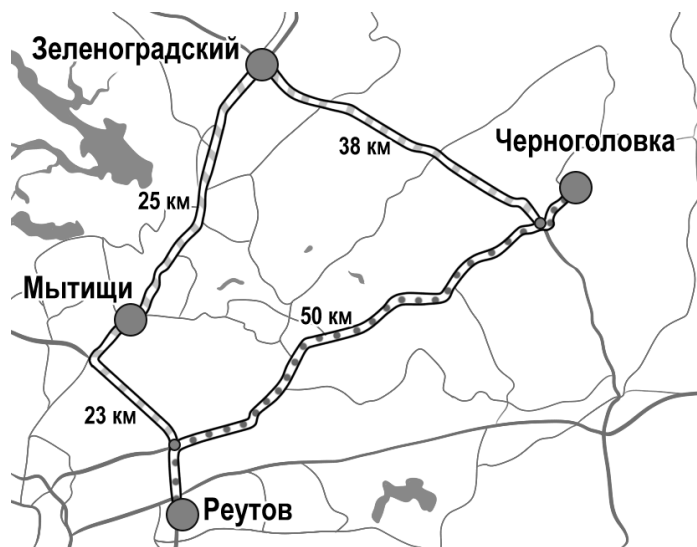 Зеленоградский
38 км
Черноголовка
25 км
Мытищи
50 км
23 км
Реутов